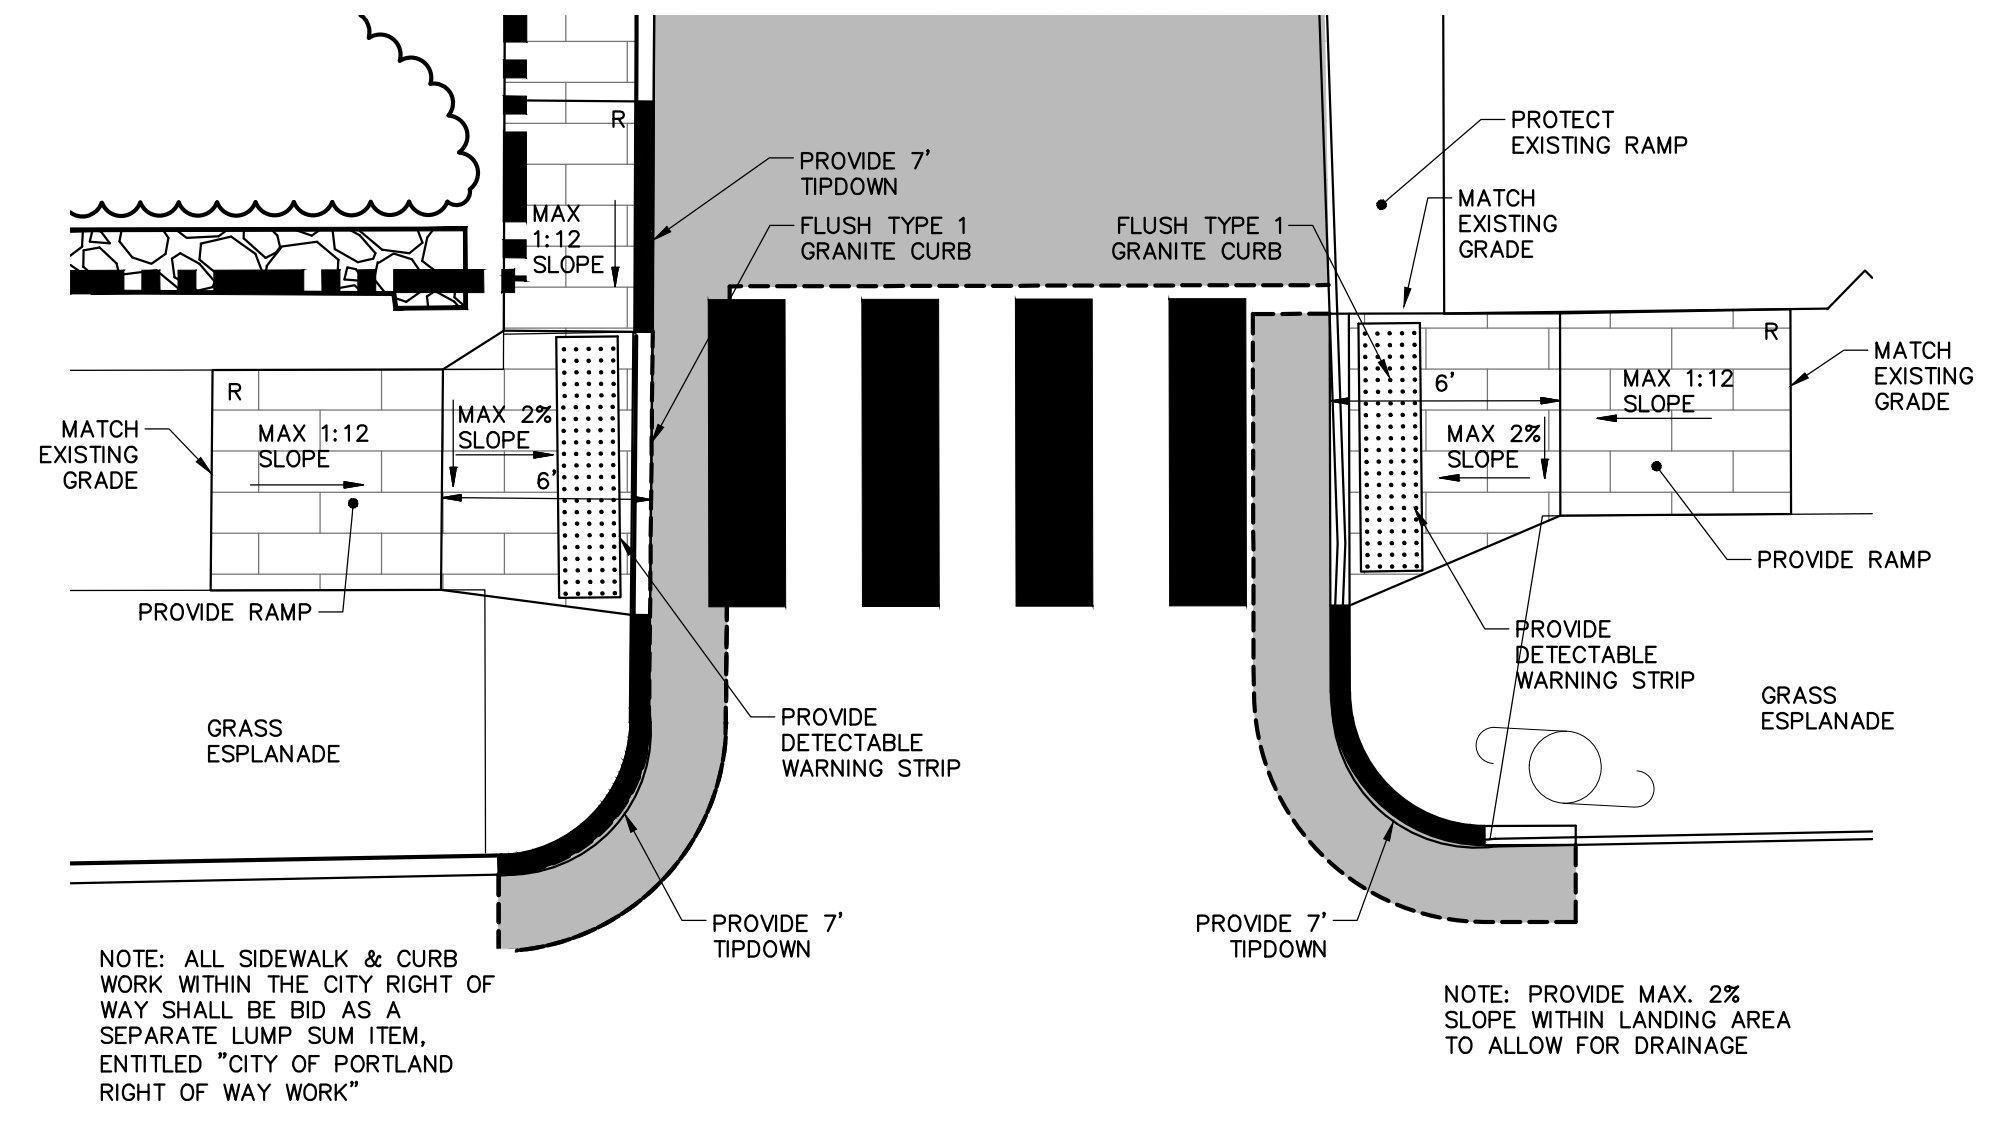 R
PROTECT
EXISTING RAMP
PROVIDE 7'
TIPDOWN
MAX
1:12
SLOPE
FLUSH TYPE 1
GRANITE CURB
FLUSH TYPE 1
GRANITE CURB
MATCH
EXISTING
GRADE
R
MATCH
EXISTING
GRADE
MAX 1:12
SLOPE
6'
MAX 2%
SLOPE
R
MAX 1:12
SLOPE
MAX 2%
SLOPE
6'
MATCH
EXISTING
GRADE
PROVIDE RAMP
PROVIDE RAMP
PROVIDE
DETECTABLE
WARNING STRIP
GRASS
ESPLANADE
GRASS
ESPLANADE
PROVIDE
DETECTABLE
WARNING STRIP
PROVIDE 7'
TIPDOWN
PROVIDE 7'
TIPDOWN
NOTE: ALL SIDEWALK & CURB
WORK WITHIN THE CITY RIGHT OF
WAY SHALL BE BID AS A
SEPARATE LUMP SUM ITEM,
ENTITLED "CITY OF PORTLAND
RIGHT OF WAY WORK"
NOTE: PROVIDE MAX. 2%
SLOPE WITHIN LANDING AREA
TO ALLOW FOR DRAINAGE